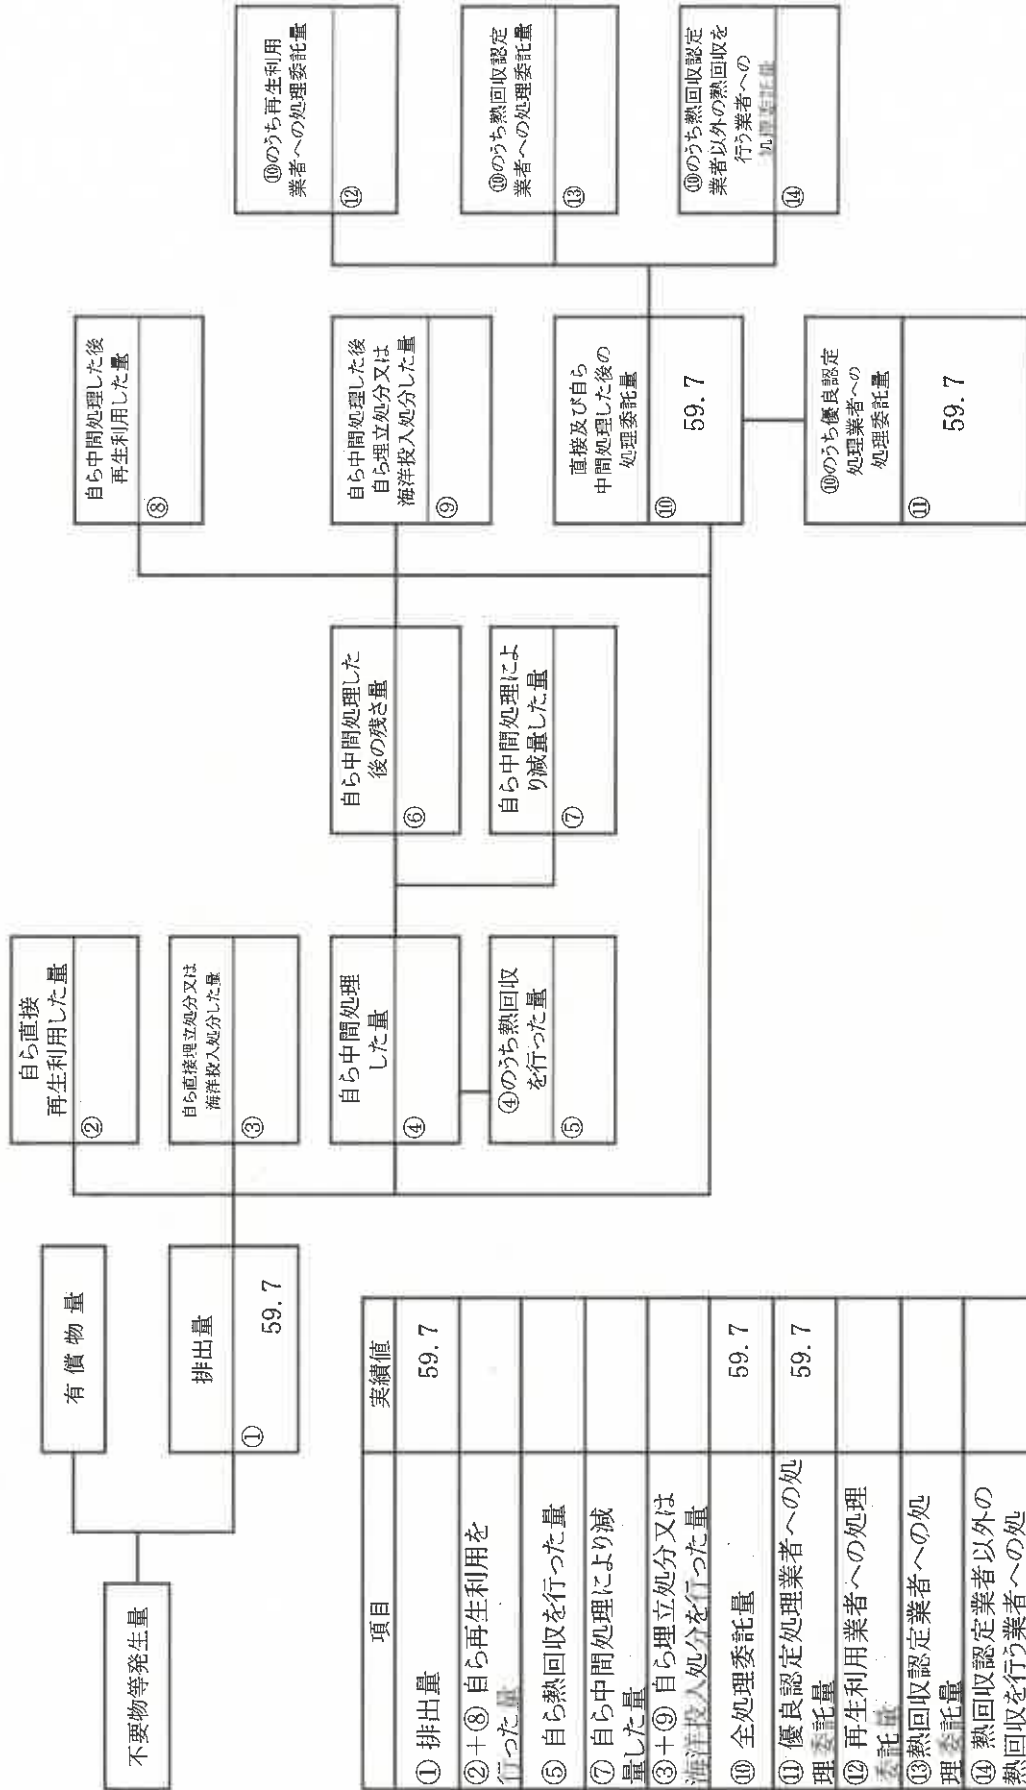 不要物等発生量
有償物量
排出量
①
59.7
自ら直接
再生利用した量
②
自ら直接埋立処分又は
海洋投入処分した量
③
自ら中間処理
した量
④
④のうち熱回収
を行った量
⑤
自ら中間処理した
後の残さ量
⑥
自ら中間処理によ
り減量した量
⑦
自ら中間処理した後
再生利用した量
⑧
自ら中間処理した後
自ら埋立処分又は
海洋投入処分した量
⑨
直接及び自ら
中間処理した後の
処理委託量
⑩
59.7
⑩のうち優良認定
処理業者への
処理委託量
⑪
59.7
⑩のうち再生利用
業者への処理委託量
⑫
⑩のうち熱回収認定
業者への処理委託量
⑬
⑩のうち熱回収認定
業者以外の熱回収を
行う業者への
処理委託量
⑭
項目 実績値
①排出量 59.7
②+⑧ 自ら再生利用を
行った量
⑤ 自ら熱回収を行った量
⑦ 自ら中間処理により減
量した量
③+⑨ 自ら埋立処分又は
海洋投入処分を行った量
⑩ 全処理委託量 59.7
⑪ 優良認定処理業者への処
理委託量 59.7
⑫ 再生利用業者への処理
委託量
⑬熱回収認定業者への処
理委託量
⑭ 熱回収認定業者以外の
熱回収を行う業者への処